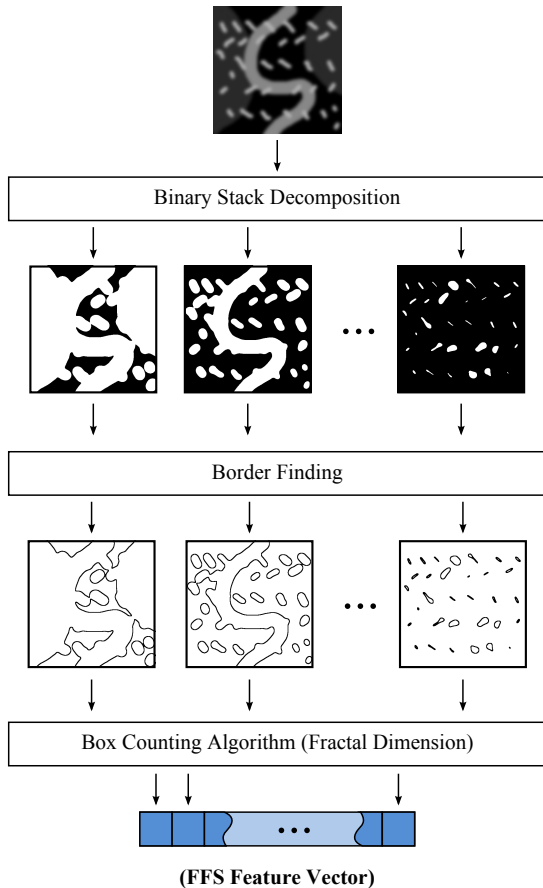 Binary Stack Decomposition
Border Finding
Box Counting Algorithm (Fractal Dimension)
(FFS Feature Vector)